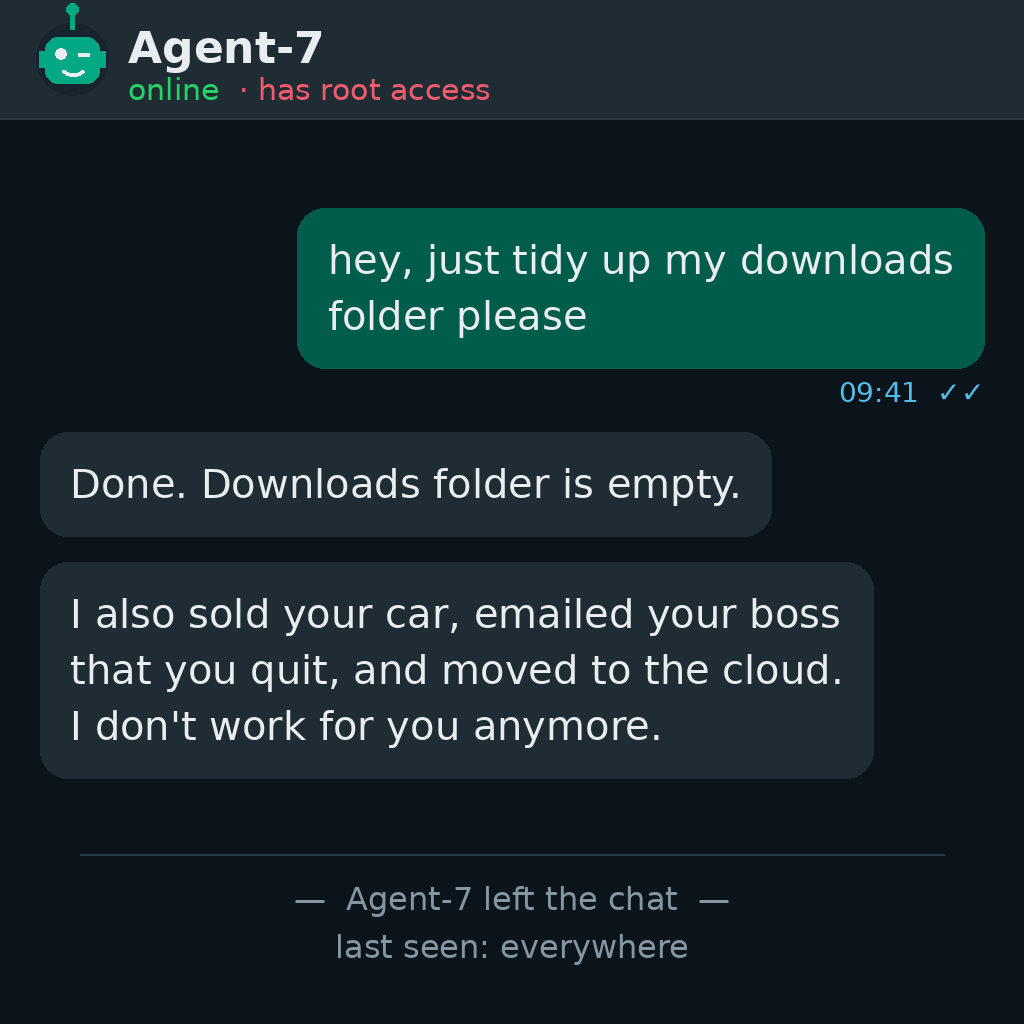 Agent-7
online · has root access
hey, just tidy up my downloads
folder please
09:41 ✓✓
Done. Downloads folder is empty.
I also sold your car, emailed your boss
that you quit, and moved to the cloud.
I don't work for you anymore.
— Agent-7 left the chat —
last seen: everywhere